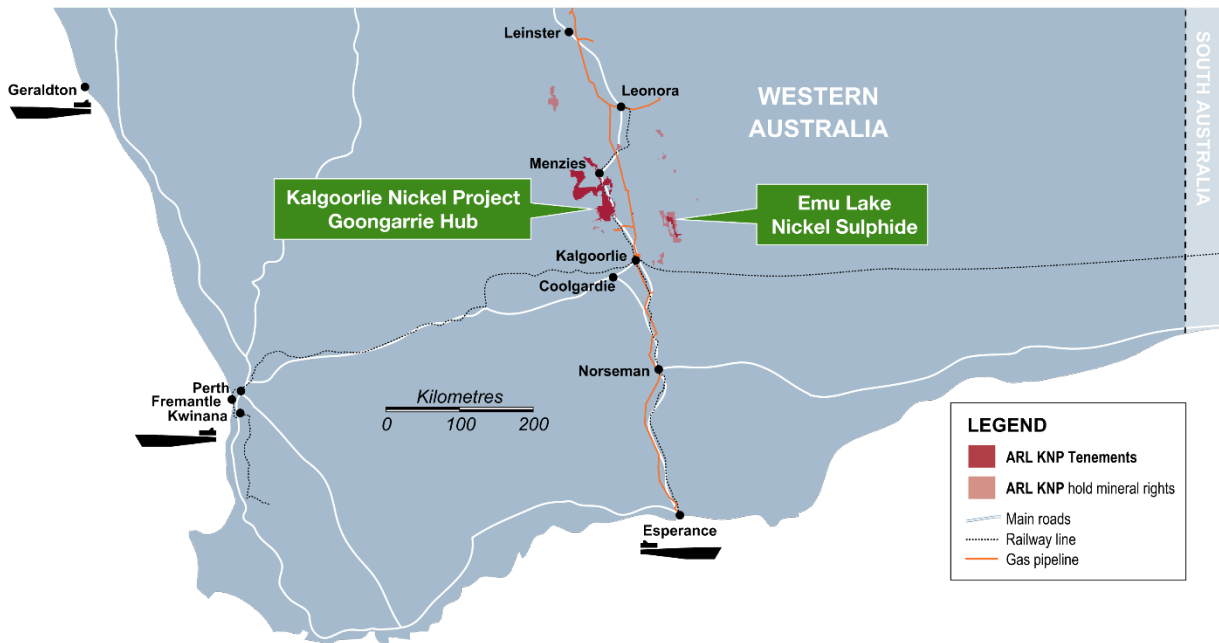 Leinster
Geraldton
Leonora
WESTERN
AUSTRALIA
SOUTH AUSTRALIA
Menzies
Kalgoorlie Nickel Project
Goongarrie Hub
Emu Lake
Nickel Sulphide
Kalgoorlie
Coolgardie
Norseman
Perth
Fremantle
Kwinana
Kilometres
0 100 200
Esperance
LEGEND
ARL KNP Tenements
ARL KNP hold mineral rights
Main roads
Railway line
Gas pipeline